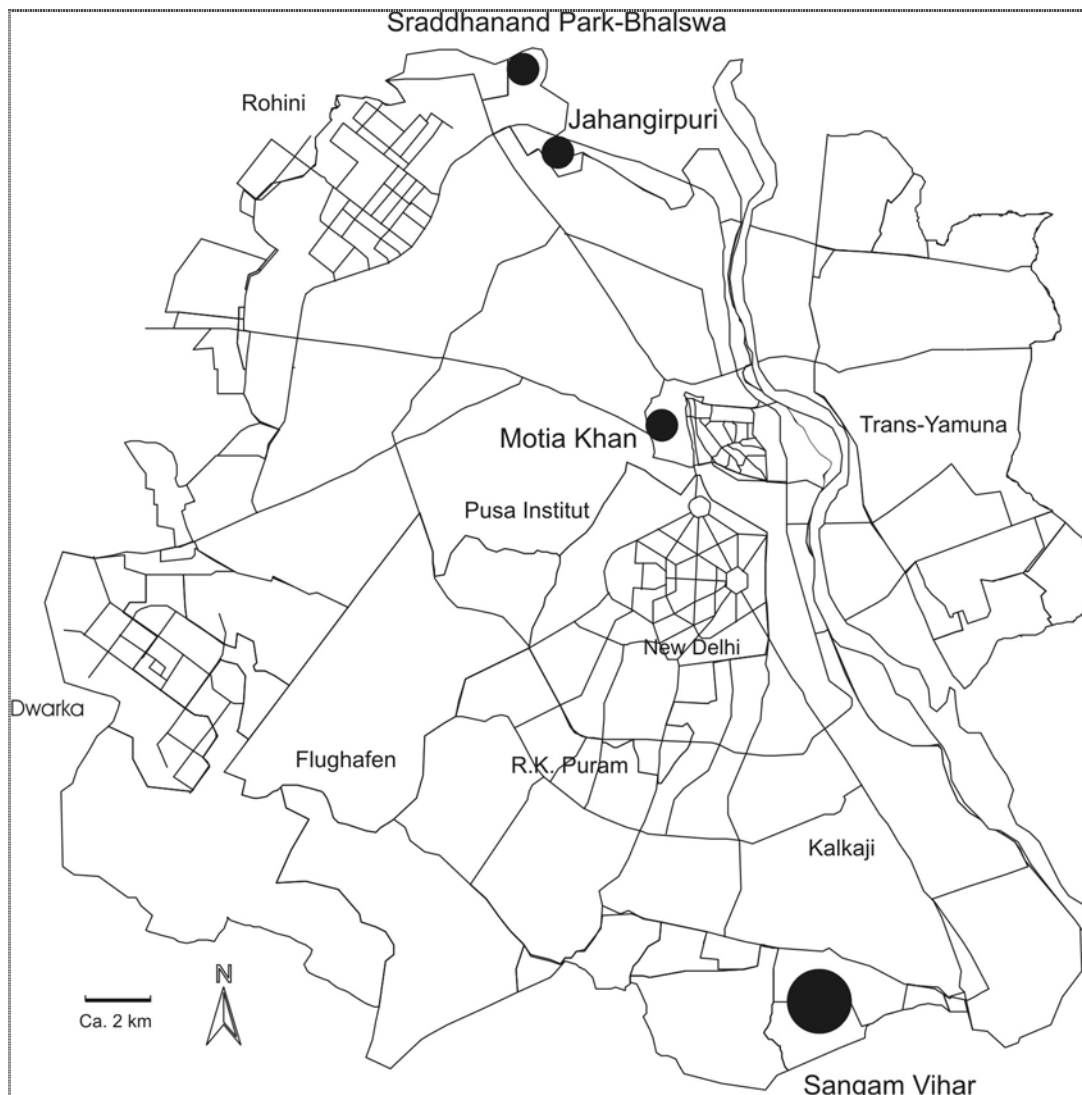 Sraddhanand Park-Bhalswa
Rohini
Jahangirpuri
Trans-Yamuna
Motia Khan
Pusa Institut
New Delhi
Dwarka
Flughafen
R.K. Puram
Kalkaji
N
Ca. 2 km
Sangam Vihar